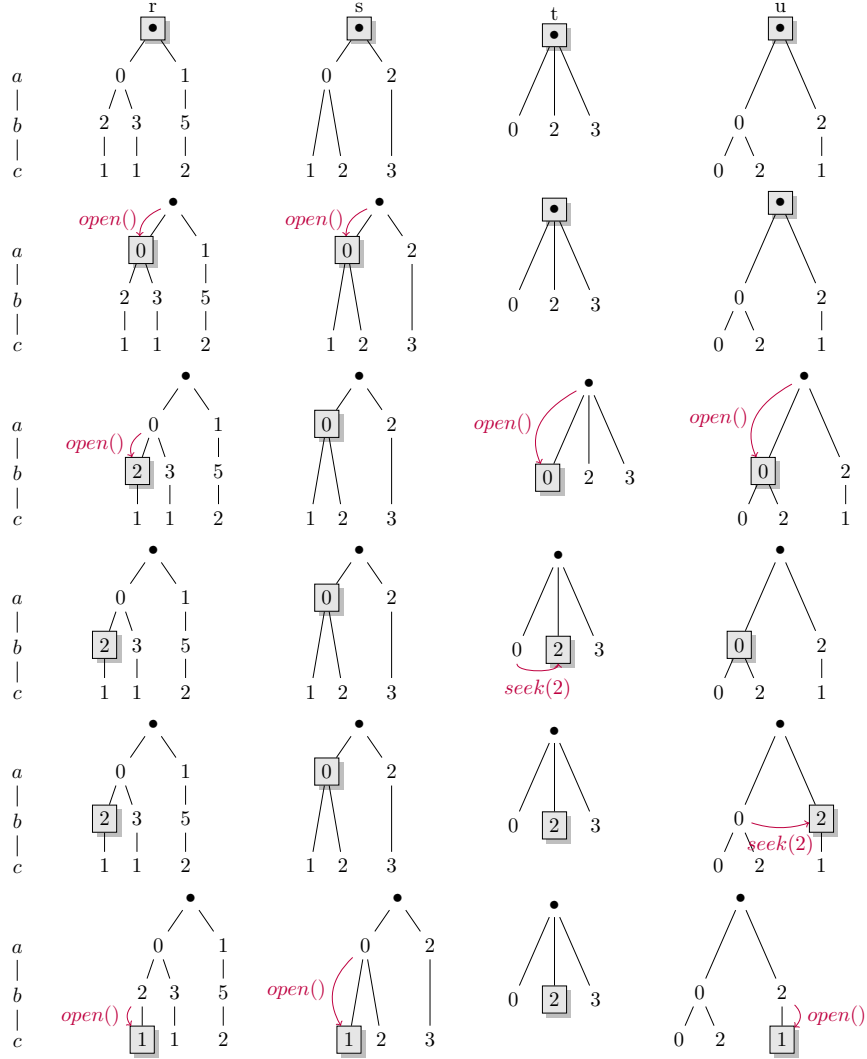 r s t u
• • • •
a 0 1 0 2
b 2 3 5 0 2 3 0 2
c 1 1 2 1 2 3 0 2 1
• • • •
open() open()
a 0 1 0 2
b 2 3 5 0 2 3 0 2
c 1 1 2 1 2 3 0 2 1
• • • •
a 0 1 0 2 open() open()
open()
b 2 3 5 0 2 3 0 2
c 1 1 2 1 2 3 0 2 1
• • • •
a 0 1 0 2
b 2 3 5 0 2 3 0 2
c 1 1 2 1 2 3 seek(2) 0 2 1
• • • •
a 0 1 0 2
b 2 3 5 0 2 3 0 2
seek(2)
c 1 1 2 1 2 3 0 2 1
• • • •
a 0 1 0 2
b 2 3 5 0 2 3 0 2
open() open() open()
c 1 1 2 1 2 3 0 2 1